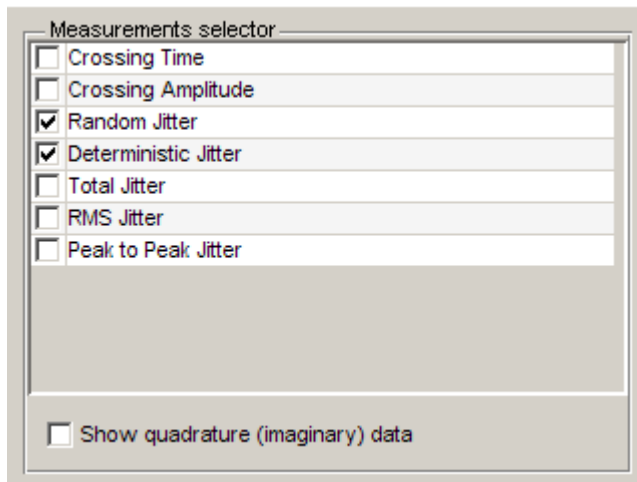 Measurements selector
Crossing Time
Crossing Amplitude
Random Jitter
Deterministic Jitter
Total Jitter
RMS Jitter
Peak to Peak Jitter
Show quadrature (imaginary) data